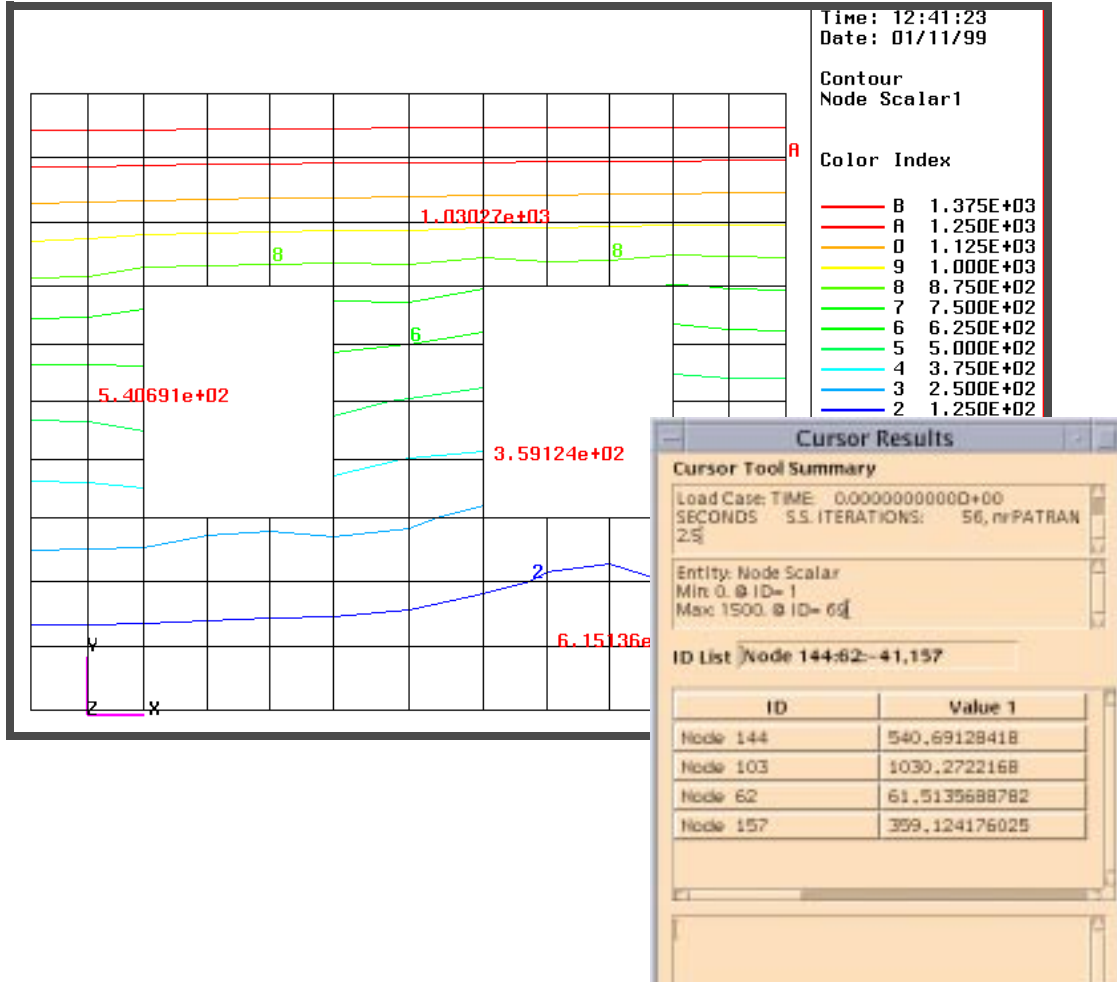 Time: 12:41:23
Date: 01/11/99
Contour
Node Scalar1
Color Index
B 1.375E+03
A 1.250E+03
0 1.125E+03
9 1.000E+03
8 8.750E+02
7 7.500E+02
6 6.250E+02
5 5.000E+02
4 3.750E+02
3 2.500E+02
2 1.250E+02
A
1.03027e+03
8
8
6
5.40691e+02
3.59124e+02
2
6.15136e
Y
Z X
Cursor Results
Cursor Tool Summary
Load Case: TIME: 0.0000000000D+00
SECONDS S.S. ITERATIONS: 56, nrPATRAN
2.5
Entity: Node Scalar
Min: 0. @ ID= 1
Max: 1500. @ ID= 69
ID List Node 144:62:-41,157
ID Value 1
Node 144 540.69128418
Node 103 1030.2722168
Node 62 61.5135688782
Node 157 359.124176025